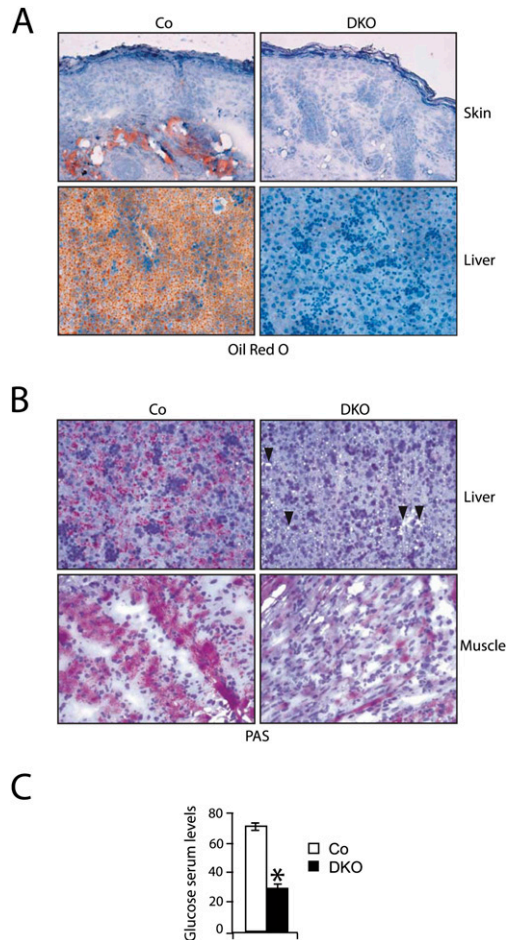 A
Co DKO
Skin
Liver
Oil Red O
B
Co DKO
Liver
Muscle
PAS
C
Glucose serum levels
80
60
40
20
0
*
Co
DKO